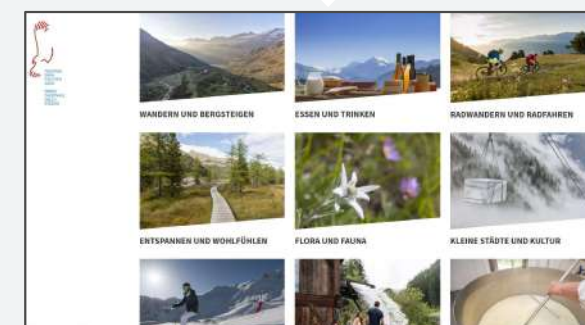 WANDERN UND BERGSTEIGEN
ESSEN UND TRINKEN
RADWANDERN UND RADFAHREN
ENTSPANNEN UND WOHLFÜHLEN
FLORA UND FAUNA
KLEINE STÄDTE UND KULTUR